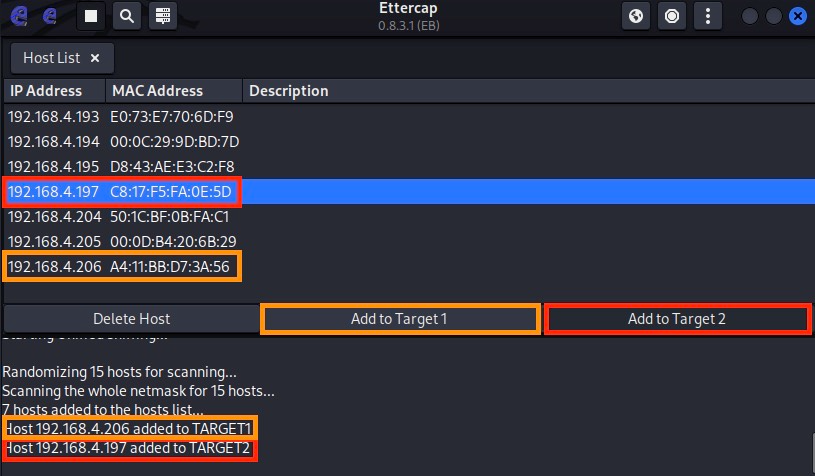 Ettercap
0.8.3.1 (EB)
Host List ×
IP Address MAC Address Description
192.168.4.193 E0:73:E7:70:6D:F9
192.168.4.194 00:0C:29:9D:BD:7D
192.168.4.195 D8:43:AE:E3:C2:F8
192.168.4.197 C8:17:F5:FA:0E:5D
192.168.4.204 50:1C:BF:0B:FA:C1
192.168.4.205 00:0D:B4:20:6B:29
192.168.4.206 A4:11:BB:D7:3A:56
Delete Host Add to Target 1 Add to Target 2
Starting Unified sniffing...
Randomizing 15 hosts for scanning...
Scanning the whole netmask for 15 hosts...
7 hosts added to the hosts list...
Host 192.168.4.206 added to TARGET1
Host 192.168.4.197 added to TARGET2